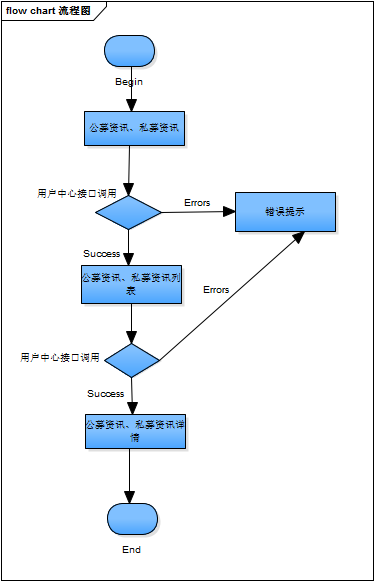 flow chart 流程图
Begin
公募资讯、私募资讯
用户中心接口调用
Errors
错误提示
Success
公募资讯、私募资讯列
表
Errors
用户中心接口调用
Success
公募资讯、私募资讯详
情
End